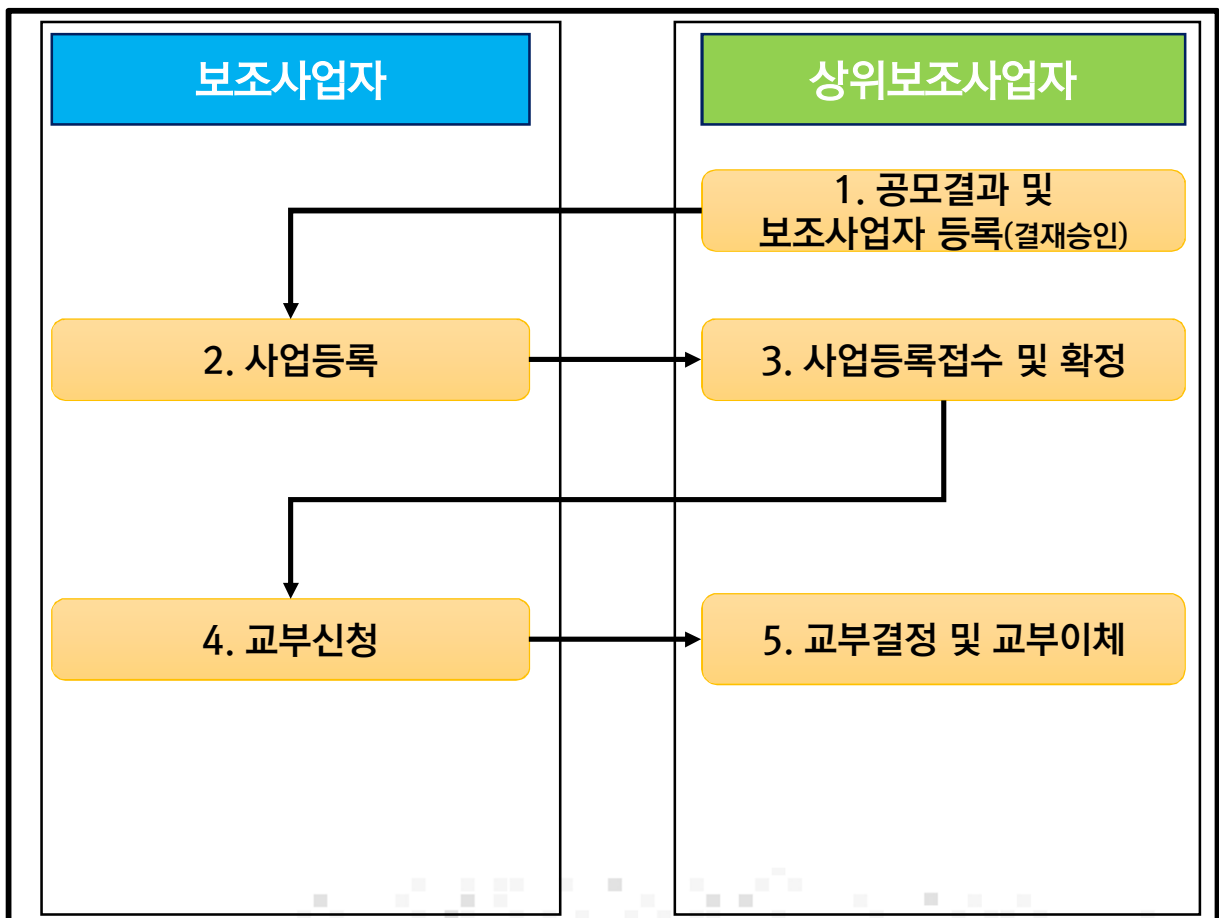 보조사업자
상위보조사업자
1. 공모결과 및
보조사업자 등록(결재승인)
2. 사업등록
3. 사업등록접수 및 확정
4. 교부신청
5. 교부결정 및 교부이체